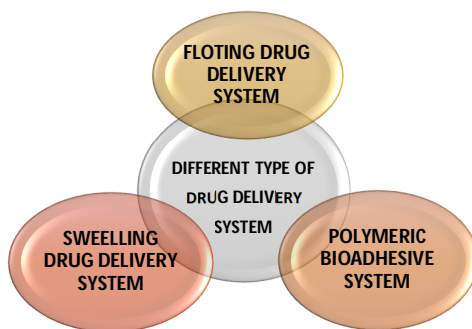 FLOTING DRUG
DELIVERY
SYSTEM
DIFFERENT TYPE OF
DRUG DELIVERY
SYSTEM
SWEELLING
DRUG DELIVERY
SYSTEM
POLYMERIC
BIOADHESIVE
SYSTEM